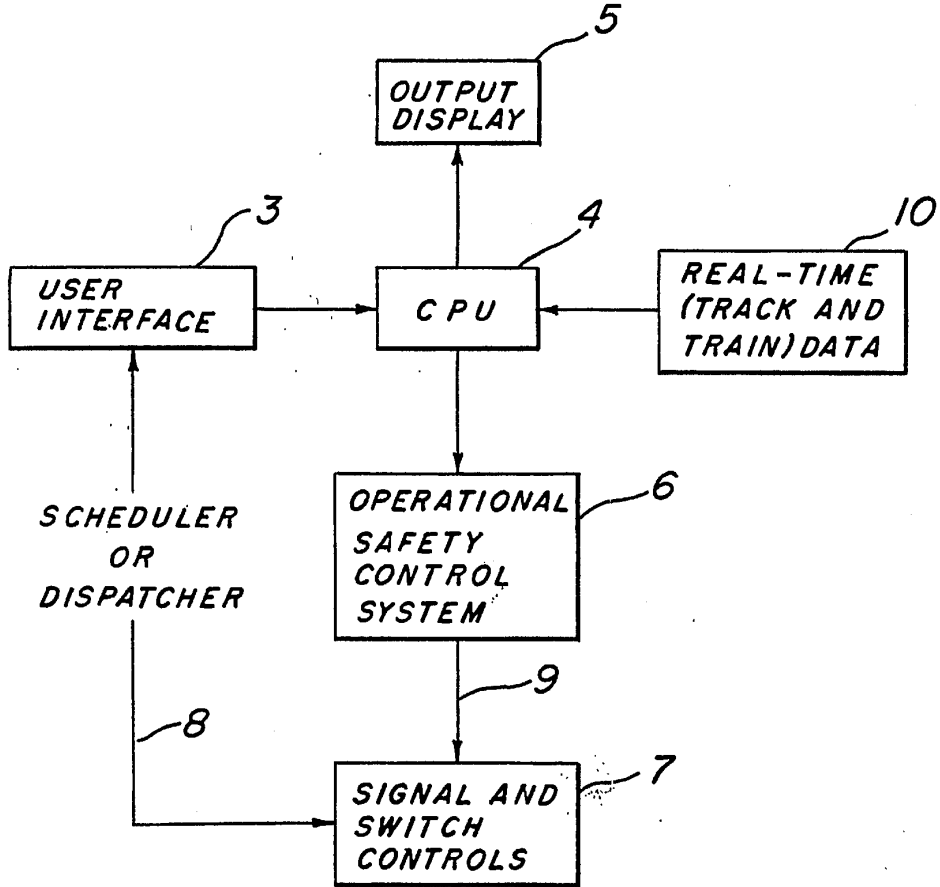 5
OUTPUT
DISPLAY
3
4
10
USER
INTERFACE
CPU
REAL-TIME
(TRACK AND
TRAIN) DATA
6
OPERATIONAL
SAFETY
CONTROL
SYSTEM
SCHEDULER
OR
DISPATCHER
9
8
7
SIGNAL AND
SWITCH
CONTROLS